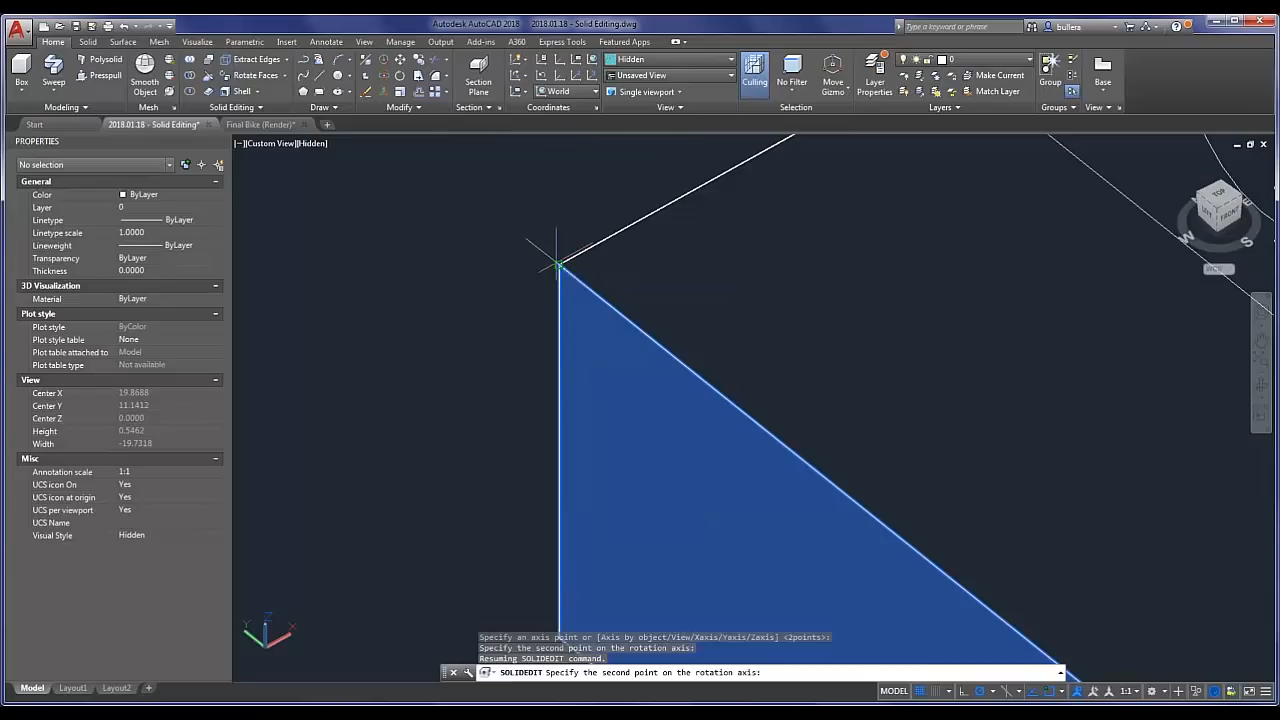 Autodesk AutoCAD 2018 2018.01.18 - Solid Editing.dwg
Type a keyword or phrase
bullera
Home Solid Surface Mesh Visualize Parametric Insert Annotate View Manage Output Add-ins A360 Express Tools Featured Apps
Polysolid
Presspull
Box
Sweep
Smooth
Object
Extract Edges
Rotate Faces
Shell
Section
Plane
World
Hidden
Unsaved View
Single viewport
Culling
No Filter
Move
Gizmo
Layer
Properties
0
Make Current
Match Layer
Group
Base
Modeling Mesh Solid Editing Draw Modify Section Coordinates View Selection Layers Groups View
Start 2018.01.18 - Solid Editing* Final Bike (Render)*
PROPERTIES
No selection
General
Color ByLayer
Layer 0
Linetype ByLayer
Linetype scale 1.0000
Lineweight ByLayer
Transparency ByLayer
Thickness 0.0000
3D Visualization
Material ByLayer
Plot style
Plot style ByColor
Plot style table None
Plot table attached to Model
Plot table type Not available
View
Center X 19.8688
Center Y 11.1412
Center Z 0.0000
Height 0.5462
Width -19.7318
Misc
Annotation scale 1:1
UCS icon On Yes
UCS icon at origin Yes
UCS per viewport Yes
UCS Name
Visual Style Hidden
[−][Custom View][Hidden]
TOP
LEFT FRONT
W S E
WCS
Z
Y X
Specify an axis point or [Axis by object/View/Xaxis/Yaxis/Zaxis] <2points>:
Specify the second point on the rotation axis:
Resuming SOLIDEDIT command.
SOLIDEDIT Specify the second point on the rotation axis:
Model Layout1 Layout2 +
MODEL 1:1